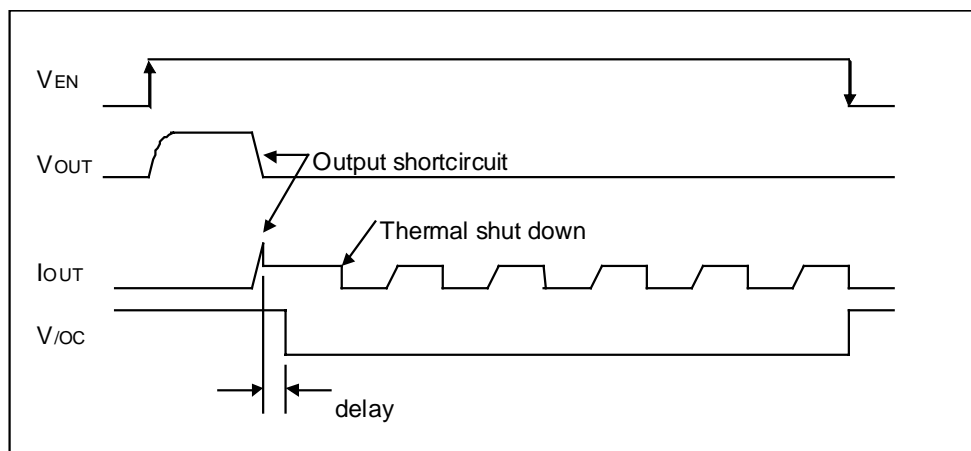 VEN
VOUT
Output shortcircuit
Thermal shut down
IOUT
V/OC
delay